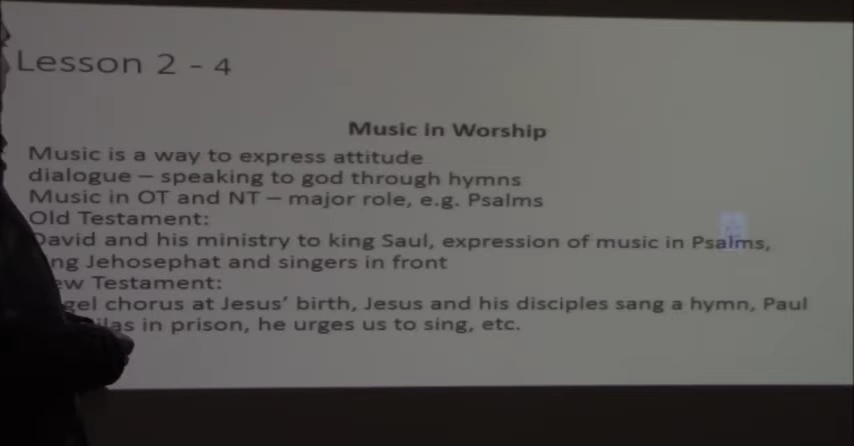 Lesson 2 - 4
Music in Worship
Music is a way to express attitude
dialogue – speaking to god through hymns
Music in OT and NT – major role, e.g. Psalms
Old Testament:
David and his ministry to king Saul, expression of music in Psalms,
ng Jehosephat and singers in front
ew Testament:
gel chorus at Jesus' birth, Jesus and his disciples sang a hymn, Paul
ilas in prison, he urges us to sing, etc.